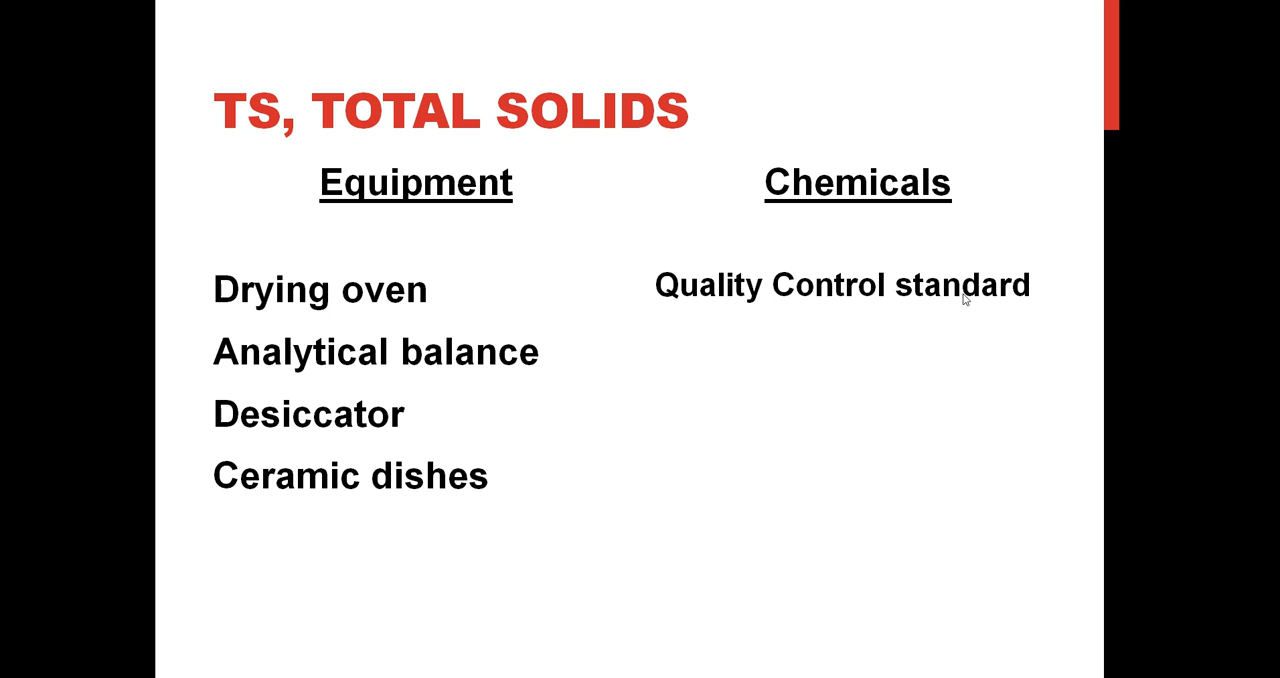 TS, TOTAL SOLIDS
Equipment
Drying oven
Analytical balance
Desiccator
Ceramic dishes
Chemicals
Quality Control standard